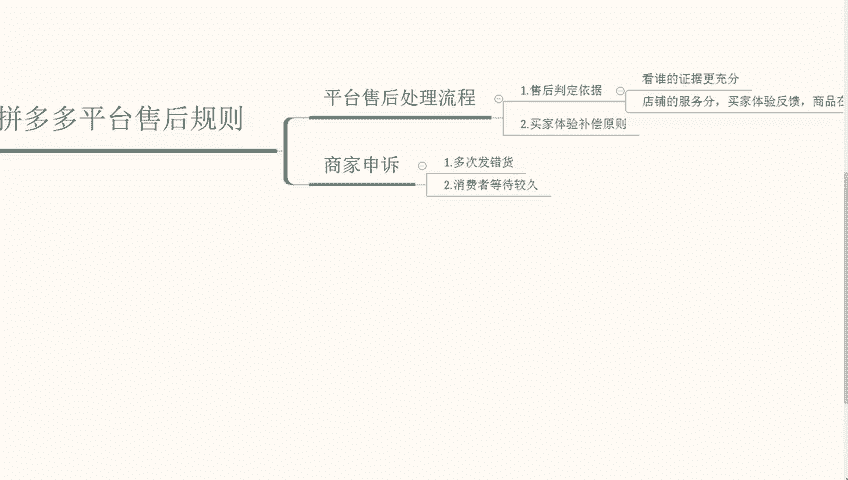 拼多多平台售后规则
平台售后处理流程
1.售后判定依据
看谁的证据更充分
店铺的服务分，买家体验反馈，商品在
2.买家体验补偿原则
商家申诉
1.多次发错货
2.消费者等待较久